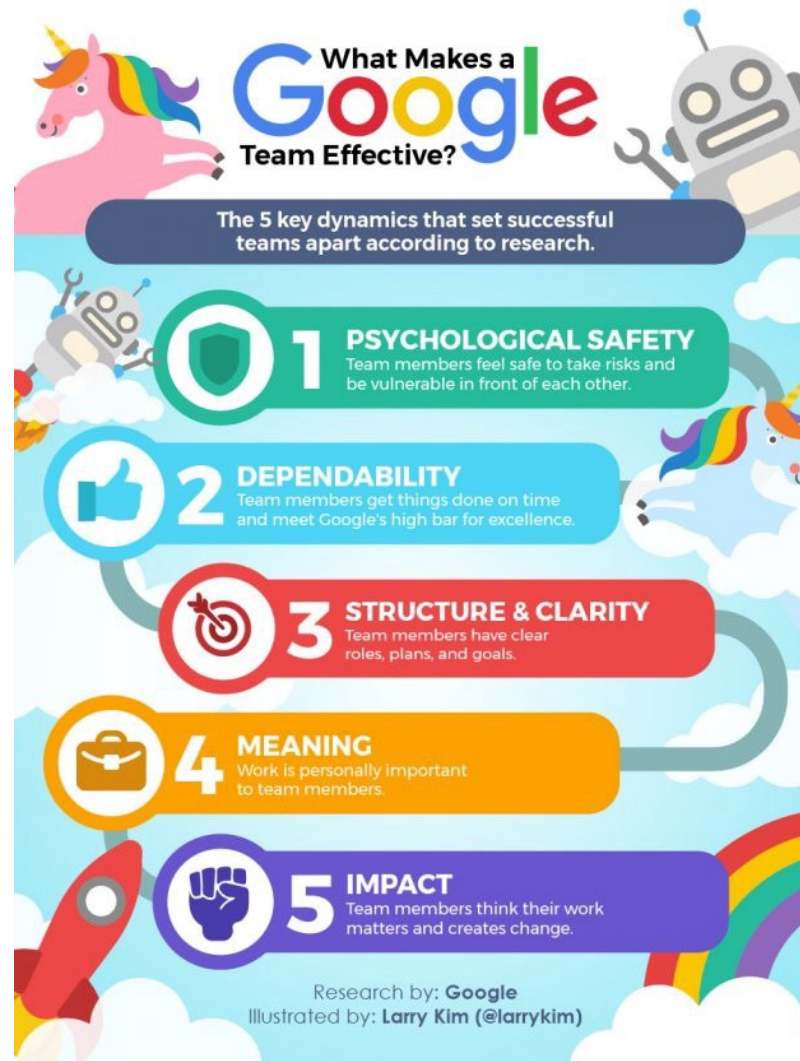 What Makes a
Google
Team Effective?
The 5 key dynamics that set successful
teams apart according to research.
1 PSYCHOLOGICAL SAFETY
Team members feel safe to take risks and
be vulnerable in front of each other.
2 DEPENDABILITY
Team members get things done on time
and meet Google's high bar for excellence.
3 STRUCTURE & CLARITY
Team members have clear
roles, plans, and goals.
4 MEANING
Work is personally important
to team members.
5 IMPACT
Team members think their work
matters and creates change.
Research by: Google
Illustrated by: Larry Kim (@larrykim)